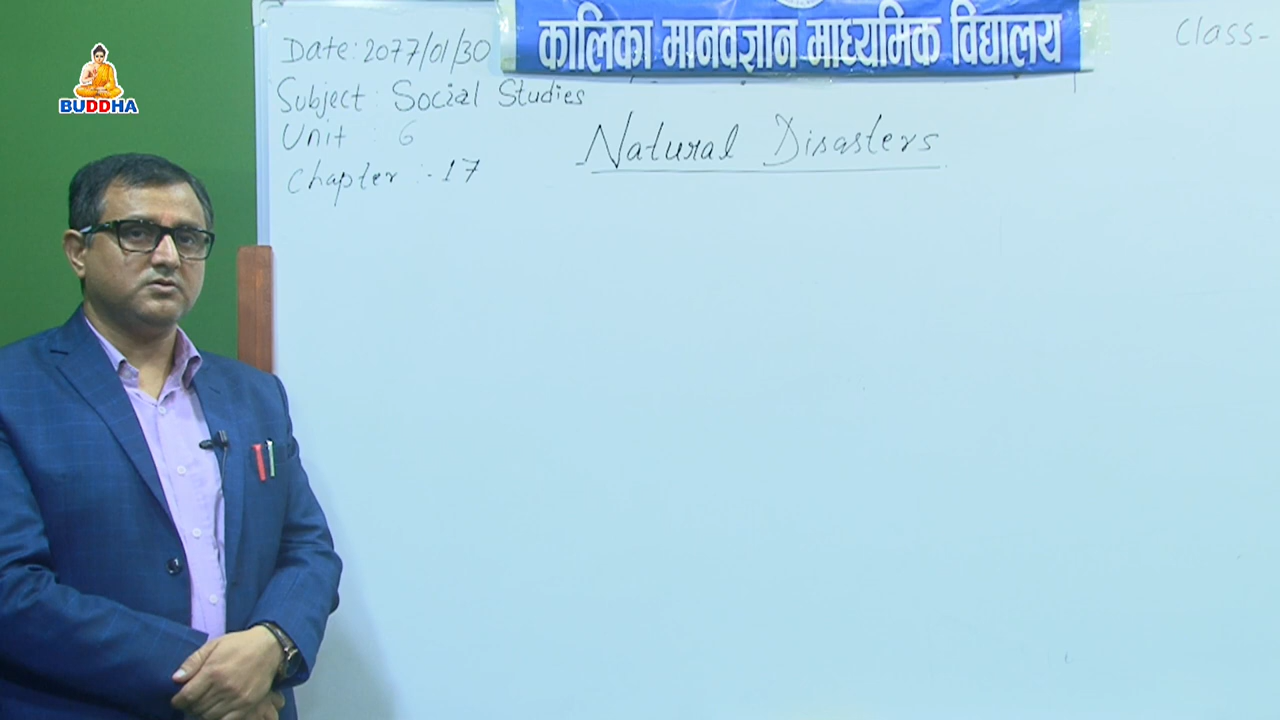 BUDDHA
कालिका मानवज्ञान माध्यमिक विद्यालय
Class-
Date: 2077/01/30
Subject : Social Studies
Unit : 6
Chapter :- 17
Natural Disasters